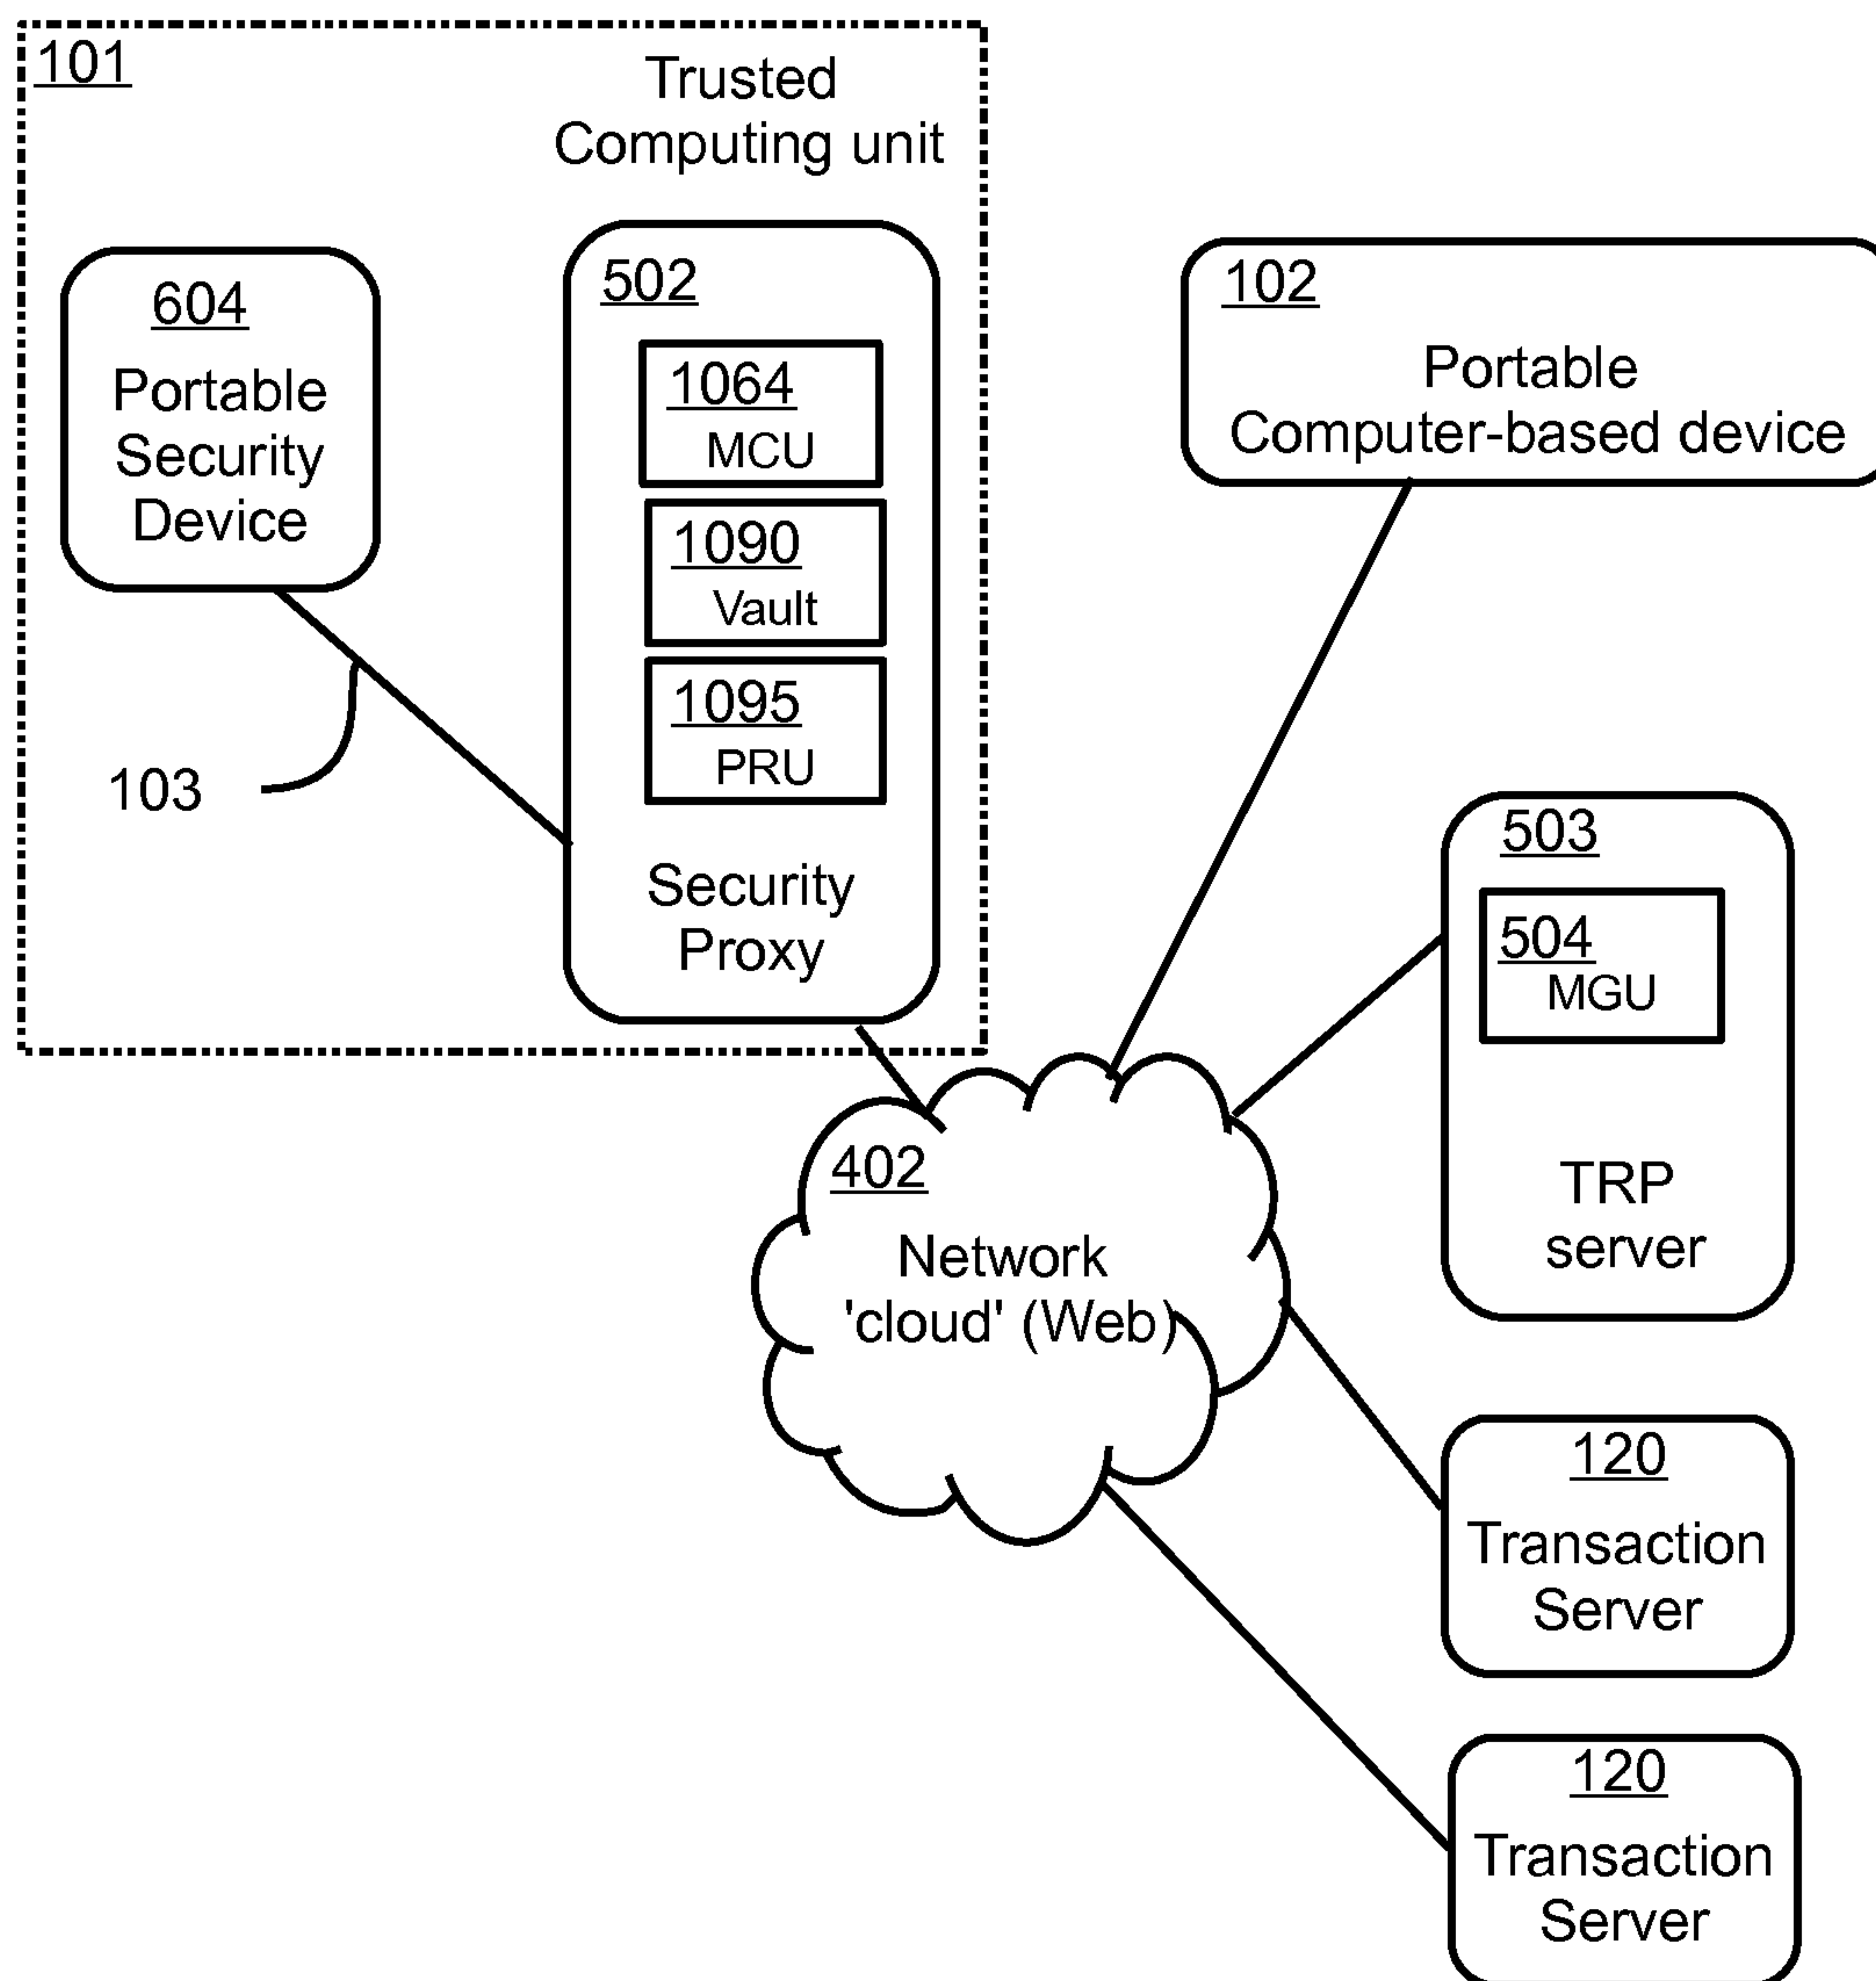 101
Trusted
Computing unit
604
Portable
Security
Device
502
1064
MCU
1090
Vault
1095
PRU
Security
Proxy
103
102
Portable
Computer-based device
503
504
MGU
TRP
server
402
Network
'cloud' (Web)
120
Transaction
Server
120
Transaction
Server